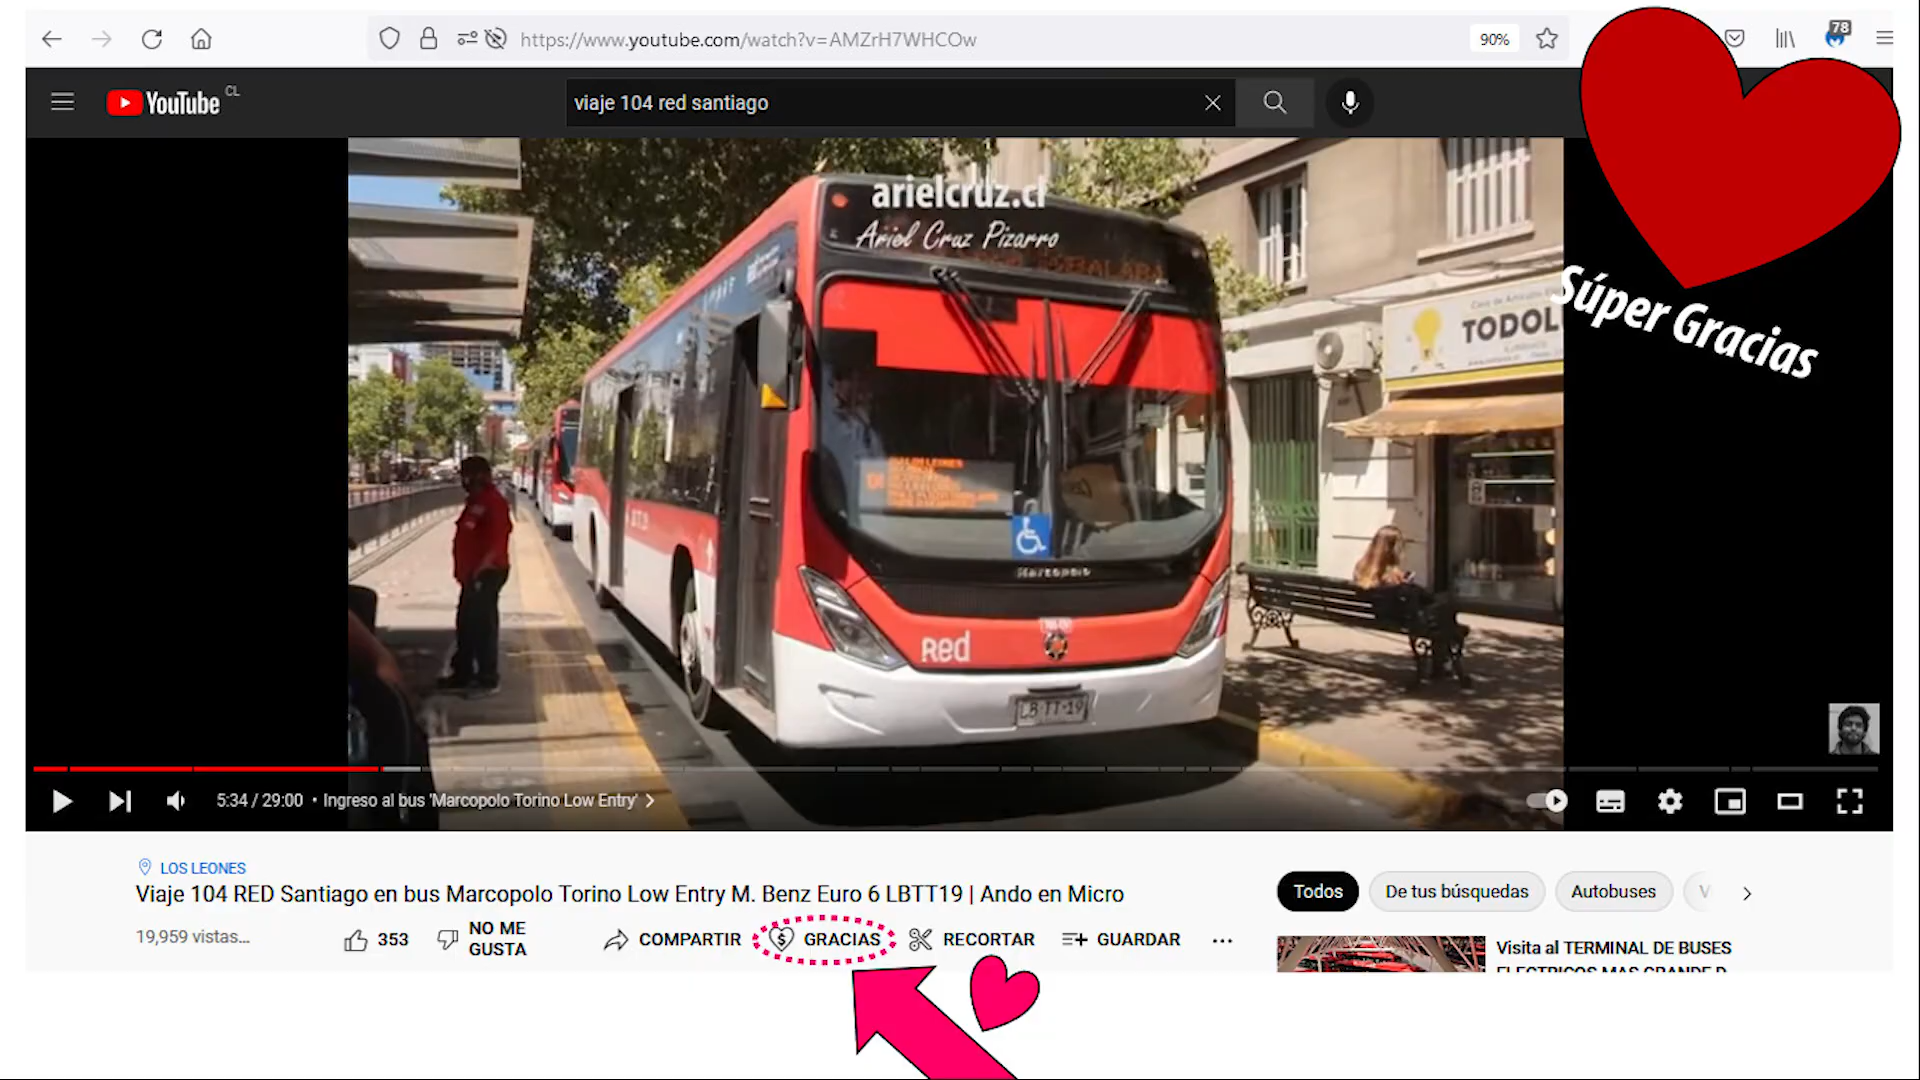 https://www.youtube.com/watch?v=AMZrH7WHCOw
90%
78
YouTube CL
viaje 104 red santiago
arielcruz.cl
Ariel Cruz Pizarro
TODOL
Súper Gracias
Marcopolo
Red
LB TT-19
5:34 / 29:00 • Ingreso al bus 'Marcopolo Torino Low Entry'
LOS LEONES
Viaje 104 RED Santiago en bus Marcopolo Torino Low Entry M. Benz Euro 6 LBTT19 | Ando en Micro
19,959 vistas...
353
NO ME
GUSTA
COMPARTIR
GRACIAS
RECORTAR
GUARDAR
Todos
De tus búsquedas
Autobuses
V
Visita al TERMINAL DE BUSES
ELECTRICOS MAS GRANDE D